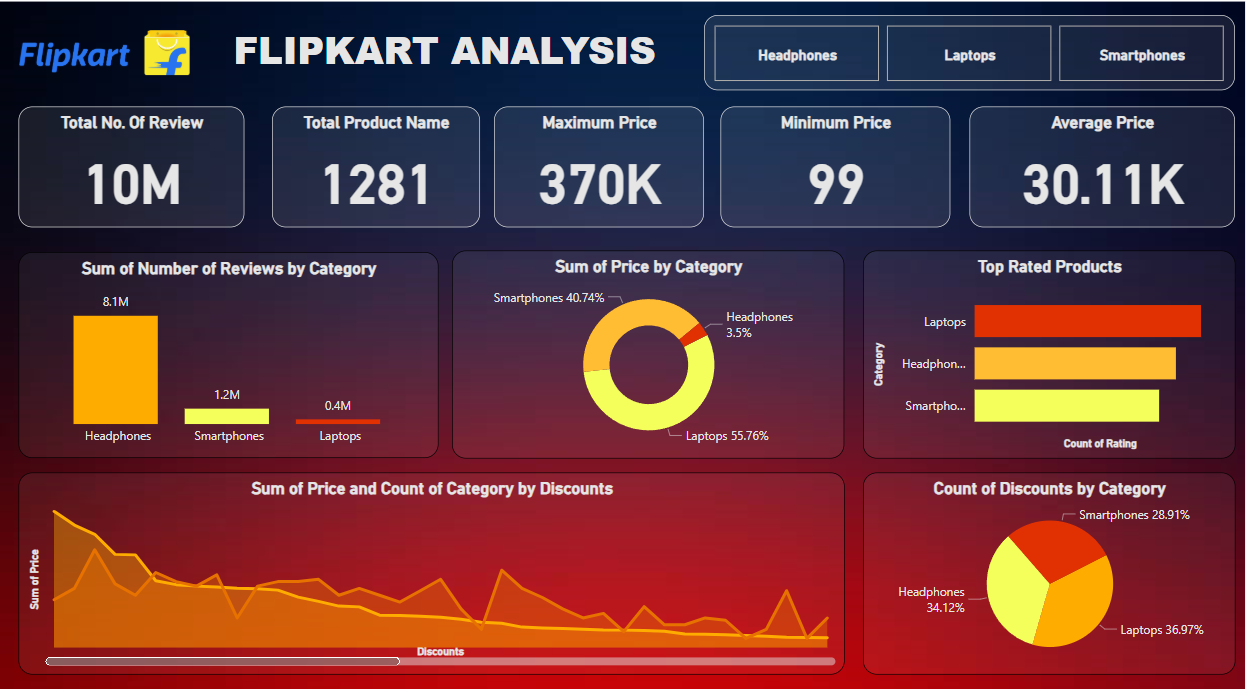 Flipkart
FLIPKART ANALYSIS
Headphones
Laptops
Smartphones
Total No. Of Review
10M
Total Product Name
1281
Maximum Price
370K
Minimum Price
99
Average Price
30.11K
Sum of Number of Reviews by Category
8.1M
1.2M
0.4M
Headphones
Smartphones
Laptops
Sum of Price by Category
Smartphones 40.74%
Headphones
3.5%
Laptops 55.76%
Top Rated Products
Category
Laptops
Headphon...
Smartpho...
Count of Rating
Sum of Price and Count of Category by Discounts
Sum of Price
Discounts
Count of Discounts by Category
Smartphones 28.91%
Headphones
34.12%
Laptops 36.97%